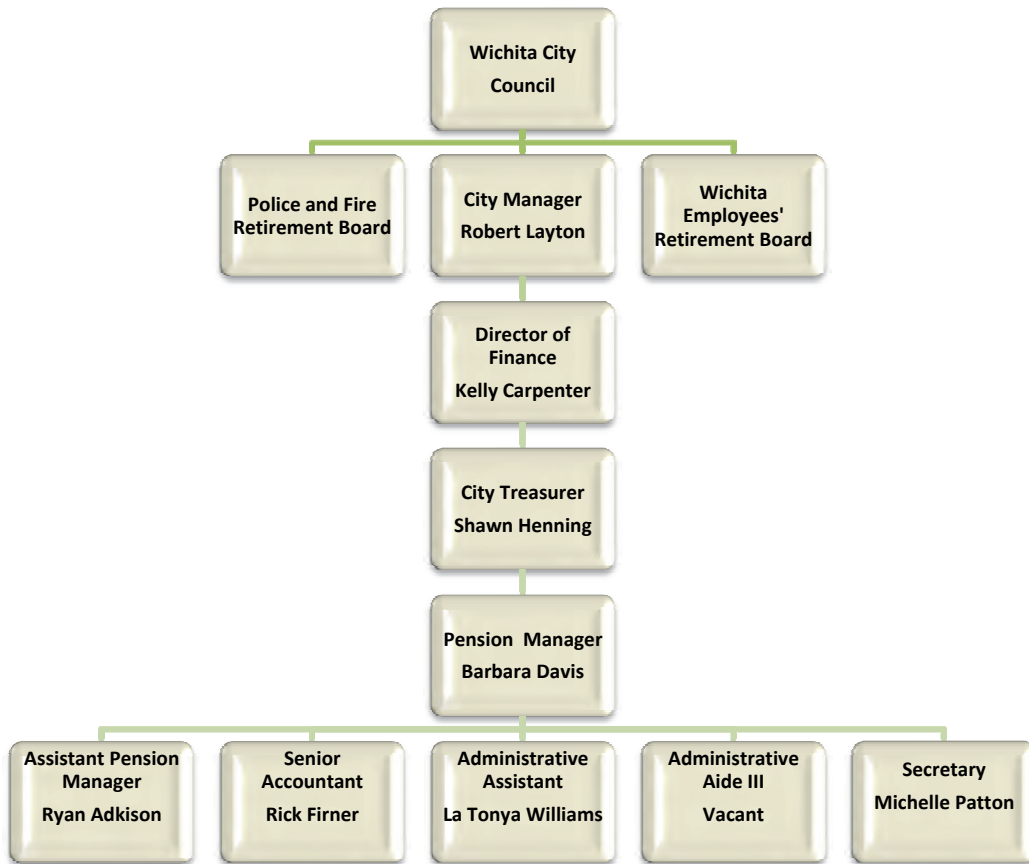 Wichita City
Council
Police and Fire
Retirement Board
City Manager
Robert Layton
Wichita
Employees'
Retirement Board
Director of
Finance
Kelly Carpenter
City Treasurer
Shawn Henning
Pension Manager
Barbara Davis
Assistant Pension
Manager
Ryan Adkison
Senior
Accountant
Rick Firner
Administrative
Assistant
La Tonya Williams
Administrative
Aide III
Vacant
Secretary
Michelle Patton